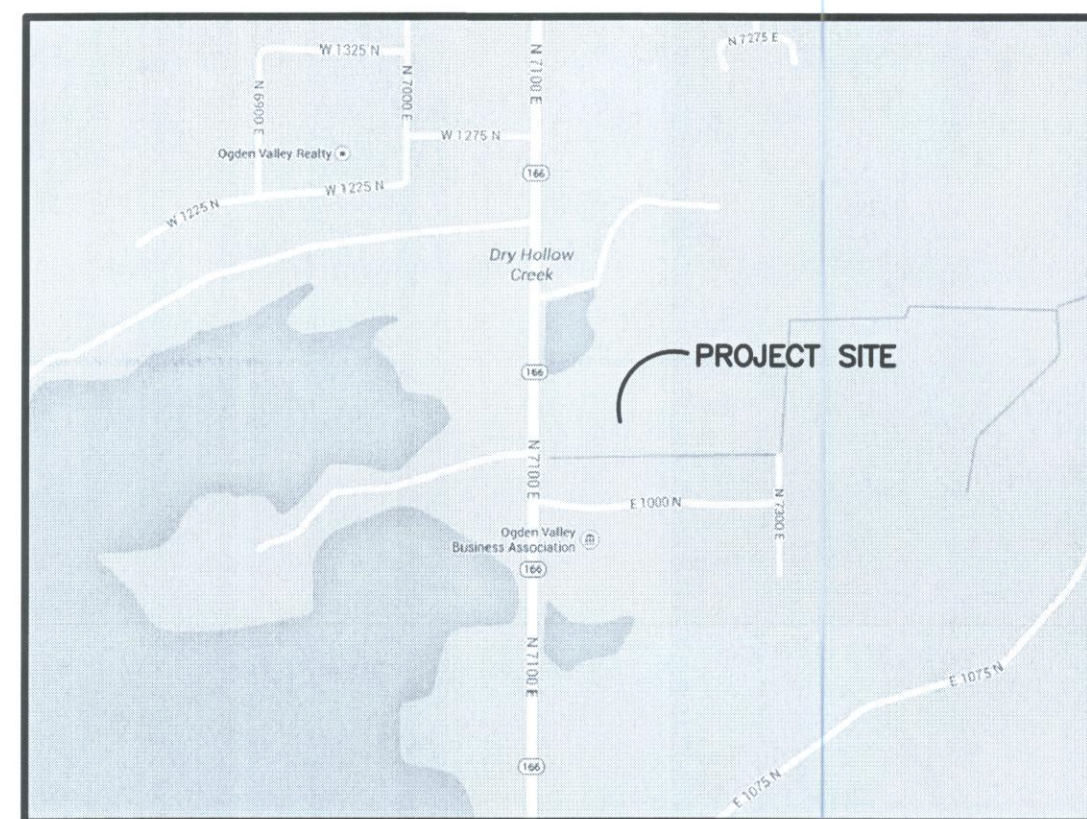 N 7275 E
W 1325 N
N 7100 E
N 7000 E
N 6900 E
W 1275 N
Ogden Valley Realty
166
W 1225 N
W 1225 N
Dry Hollow
Creek
PROJECT SITE
166
N 7100 E
E 1000 N
N 7300 E
Ogden Valley
Business Association
166
N 7100 E
E 1075 N
166
E 1075 N